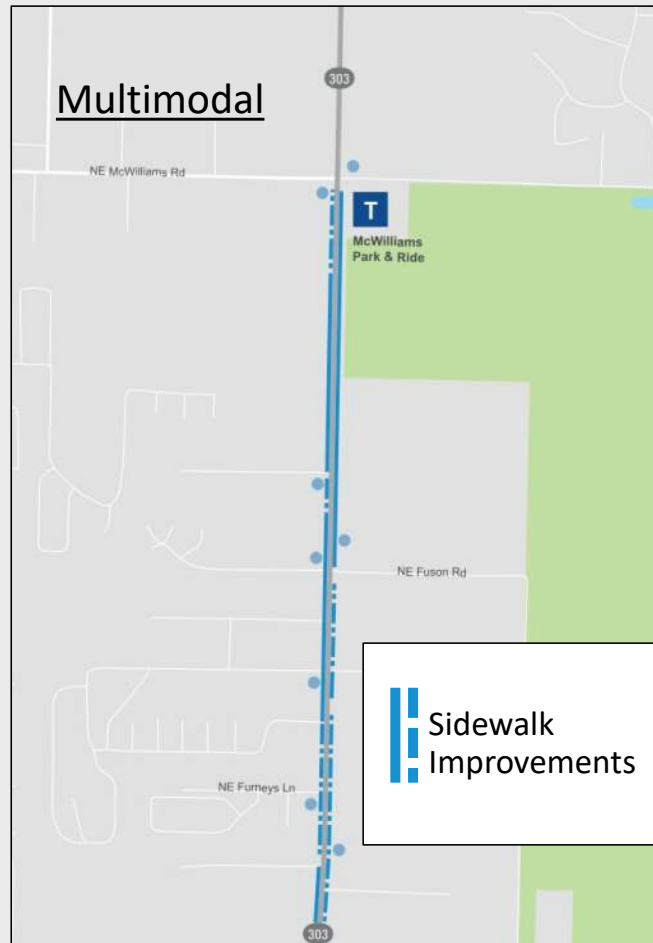 303
Multimodal
NE McWilliams Rd
T
McWilliams
Park & Ride
NE Fuson Rd
Sidewalk
Improvements
NE Furneys Ln
303